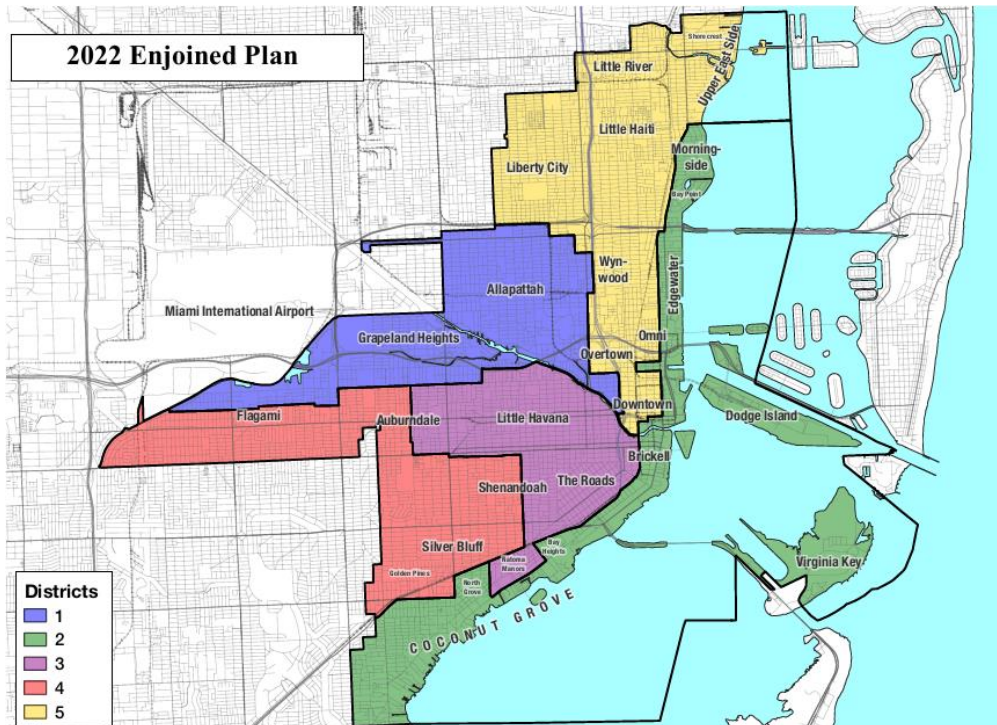 2022 Enjoined Plan
Shorecrest
Upper East Side
Little River
Little Haiti
Morning-
side
Liberty City
Bay Point
Wyn-
wood
Edgewater
Allapattah
Miami International Airport
Grapeland Heights
Omni
Overtown
Downtown
Dodge Island
Flagami
Auburndale
Little Havana
Brickell
Shenandoah
The Roads
Silver Bluff
Bay
Heights
Natoma
Manors
Virginia Key
Golden Pines
North
Grove
COCONUT GROVE
Districts
1
2
3
4
5